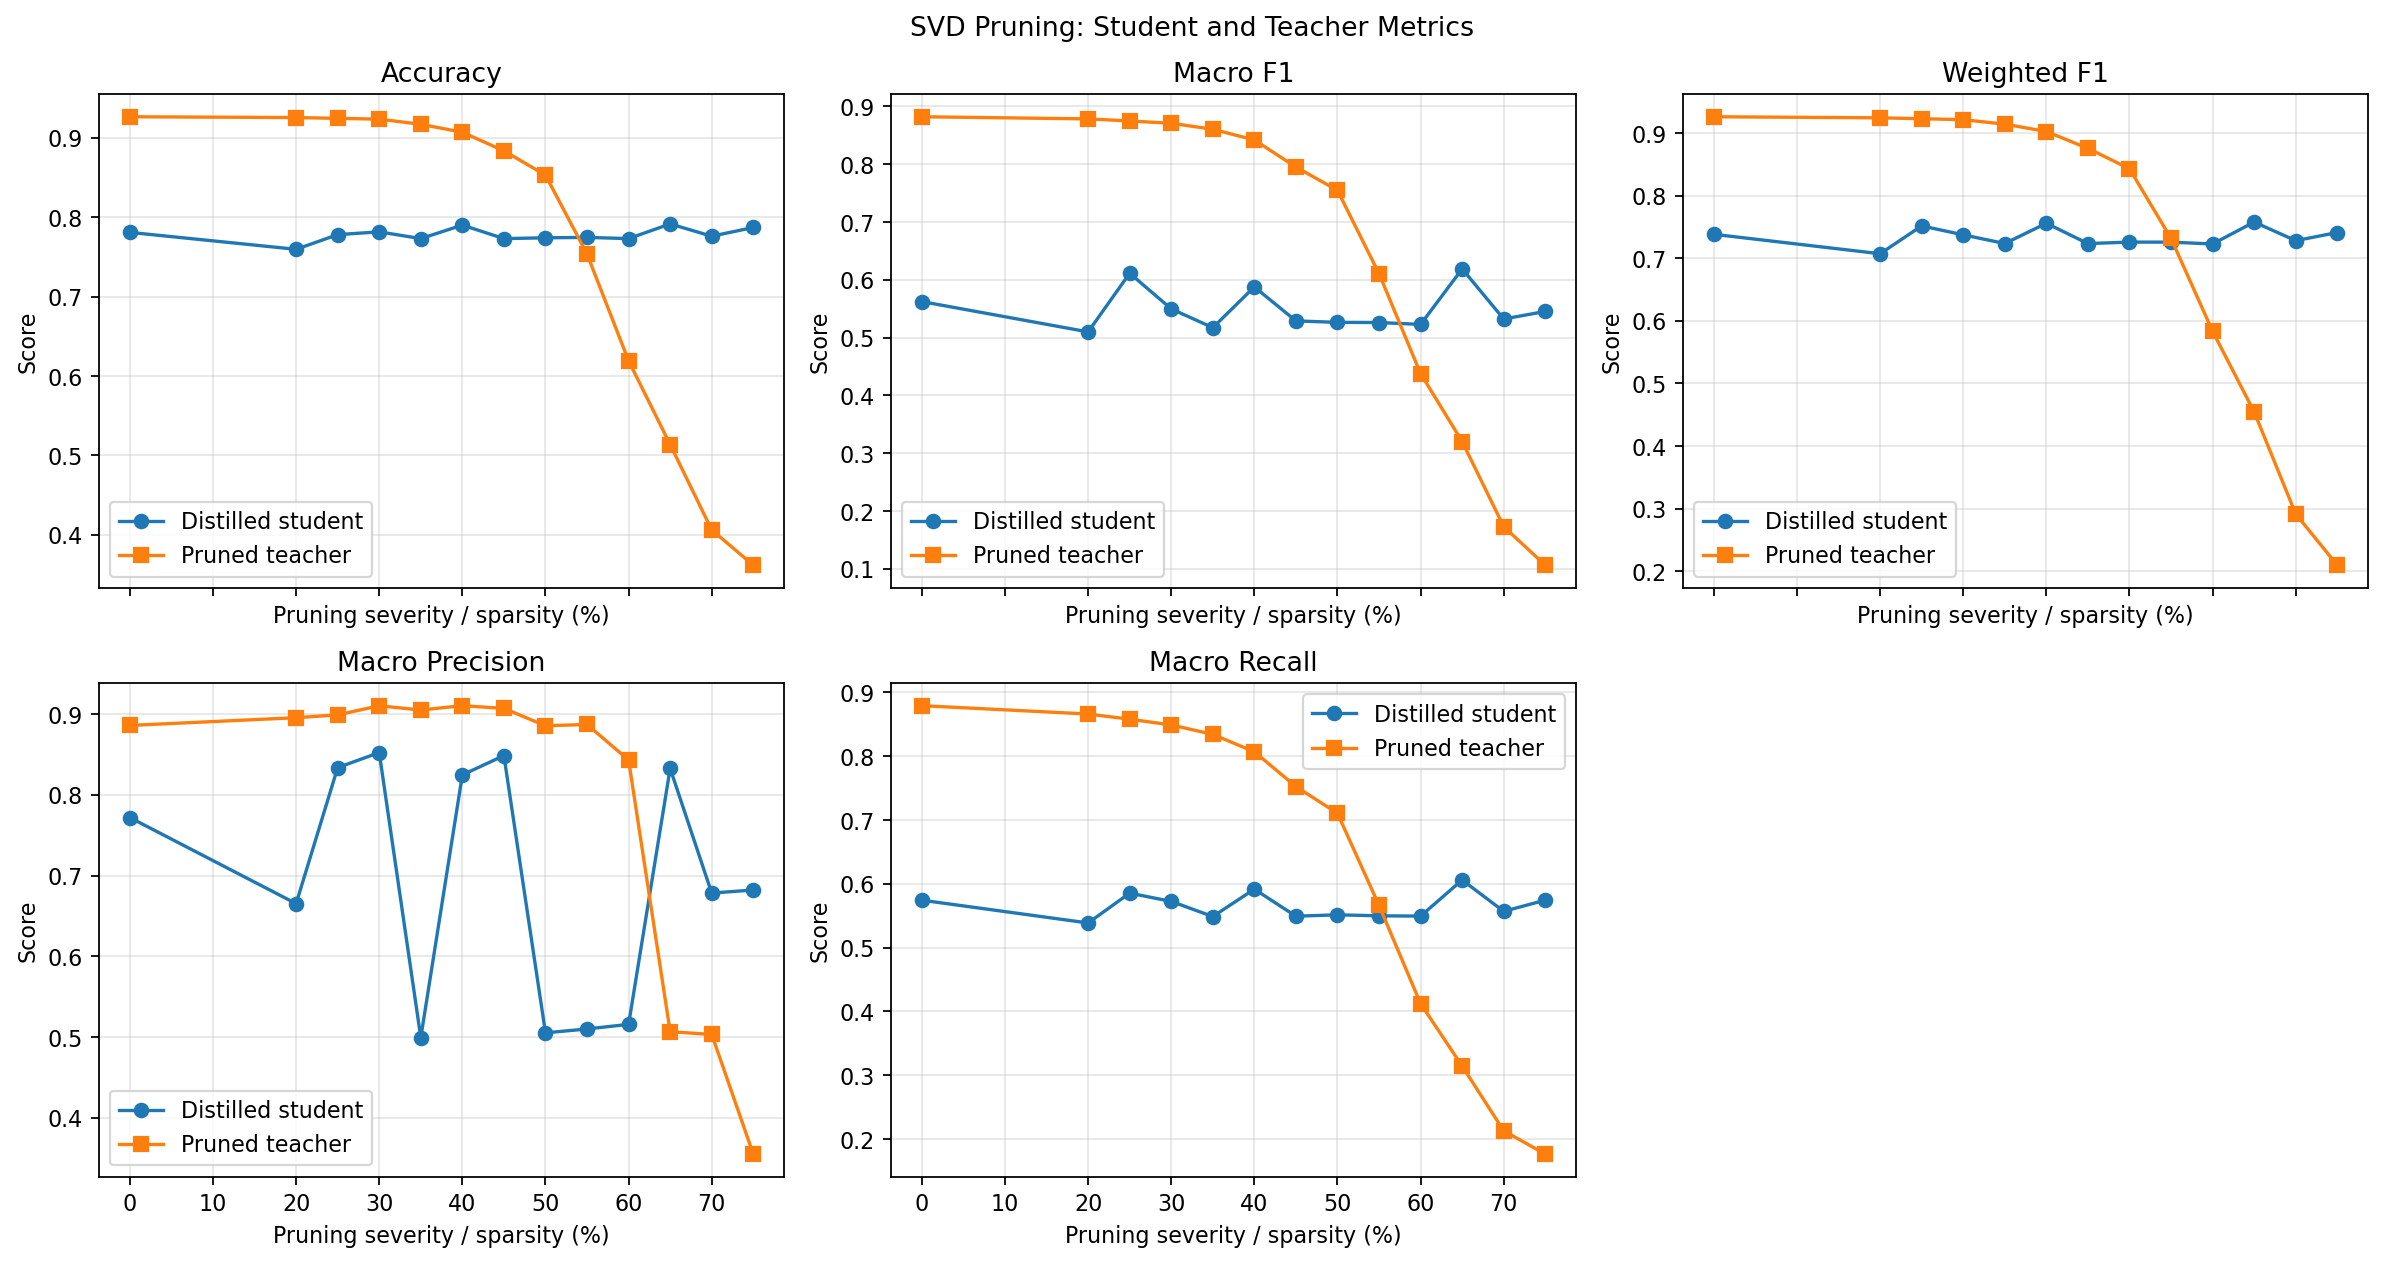 SVD Pruning: Student and Teacher Metrics
Accuracy
Score
0.9
0.8
0.7
0.6
0.5
0.4
Distilled student
Pruned teacher
Pruning severity / sparsity (%)
Macro F1
Score
0.9
0.8
0.7
0.6
0.5
0.4
0.3
0.2
0.1
Distilled student
Pruned teacher
Pruning severity / sparsity (%)
Weighted F1
Score
0.9
0.8
0.7
0.6
0.5
0.4
0.3
0.2
Distilled student
Pruned teacher
Pruning severity / sparsity (%)
Macro Precision
Score
0.9
0.8
0.7
0.6
0.5
0.4
Distilled student
Pruned teacher
0 10 20 30 40 50 60 70
Pruning severity / sparsity (%)
Macro Recall
Score
0.9
0.8
0.7
0.6
0.5
0.4
0.3
0.2
Distilled student
Pruned teacher
0 10 20 30 40 50 60 70
Pruning severity / sparsity (%)